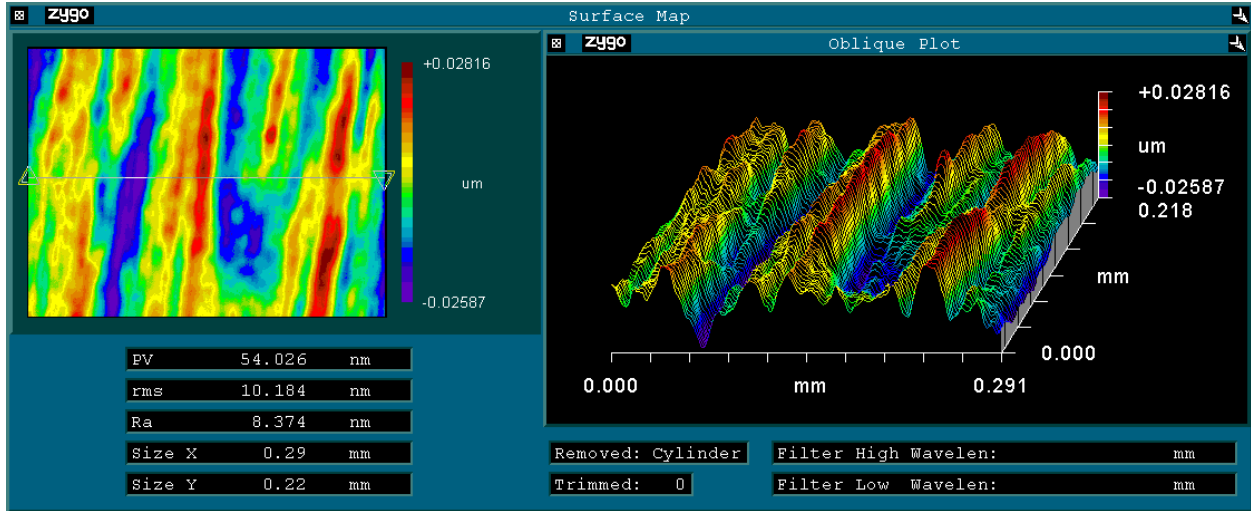 zygo Surface Map
+0.02816
um
-0.02587
zygo Oblique Plot
+0.02816
um
-0.02587
0.218
mm
0.000
0.000 mm 0.291
PV 54.026 nm
rms 10.184 nm
Ra 8.374 nm
Size X 0.29 mm
Size Y 0.22 mm
Removed: Cylinder
Trimmed: 0
Filter High Wavelen: mm
Filter Low Wavelen: mm